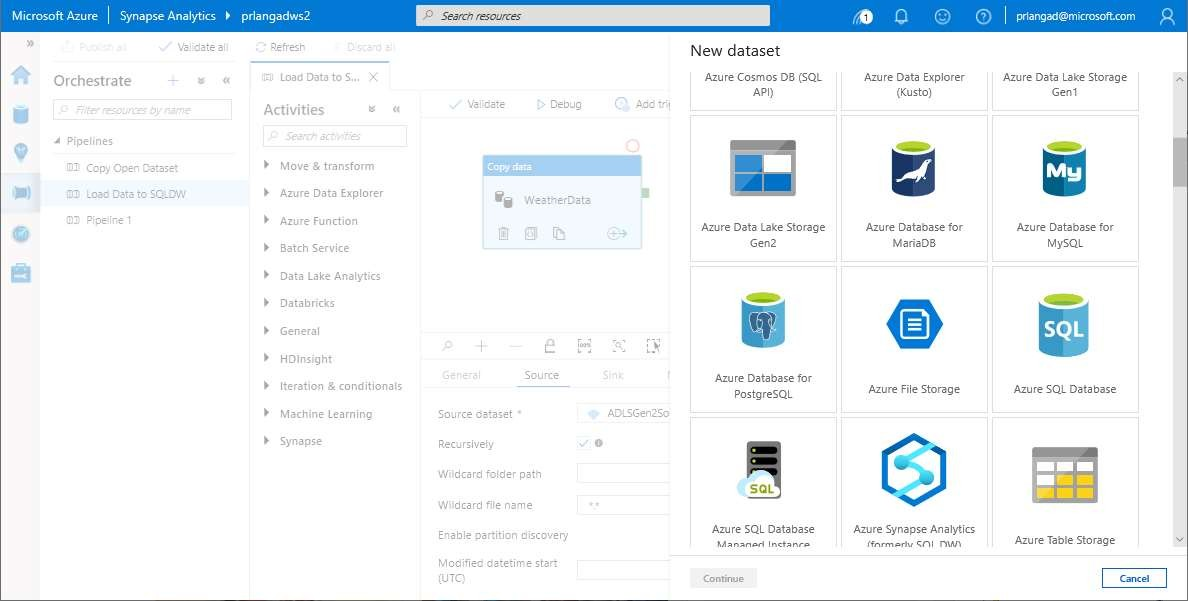 Microsoft Azure
Synapse Analytics
prlangadws2
Search resources
1
prlangad@microsoft.com
Publish all
Validate all
Refresh
Discard all
Orchestrate
Filter resources by name
Pipelines
Copy Open Dataset
Load Data to SQLDW
Pipeline 1
Load Data to S...
Activities
Search activities
Move & transform
Azure Data Explorer
Azure Function
Batch Service
Data Lake Analytics
Databricks
General
HDInsight
Iteration & conditionals
Machine Learning
Synapse
Validate
Debug
Add trig
Copy data
WeatherData
100%
General
Source
Sink
Source dataset *
ADLSGen2So
Recursively
Wildcard folder path
Wildcard file name
**
Enable partition discovery
Modified datetime start
(UTC)
New dataset
Azure Cosmos DB (SQL
API)
Azure Data Explorer
(Kusto)
Azure Data Lake Storage
Gen1
Azure Data Lake Storage
Gen2
Azure Database for
MariaDB
My
Azure Database for
MySQL
Azure Database for
PostgreSQL
Azure File Storage
SQL
Azure SQL Database
SQL
Azure SQL Database
Managed Instance
Azure Synapse Analytics
(formerly SQL DW)
Azure Table Storage
Continue
Cancel